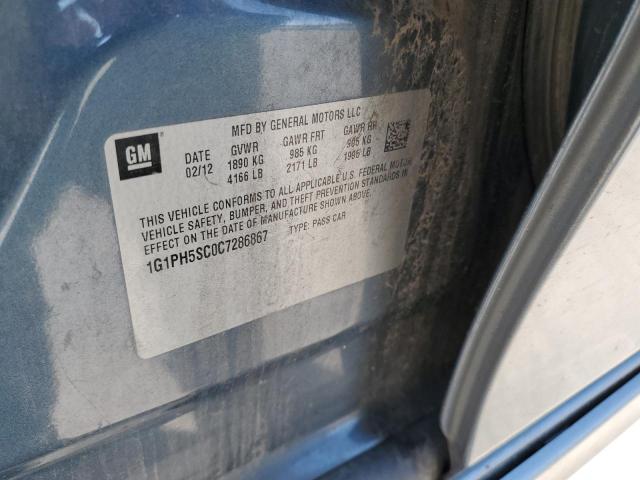 GM
MFD BY GENERAL MOTORS LLC
DATE GVWR GAWR FRT GAWR RR
02/12 1890 KG 985 KG 905 KG
4166 LB 2171 LB 1995 LB
THIS VEHICLE CONFORMS TO ALL APPLICABLE U.S. FEDERAL MOTOR
VEHICLE SAFETY, BUMPER, AND THEFT PREVENTION STANDARDS IN
EFFECT ON THE DATE OF MANUFACTURE SHOWN ABOVE.
1G1PH5SC0C7286867 TYPE: PASS CAR